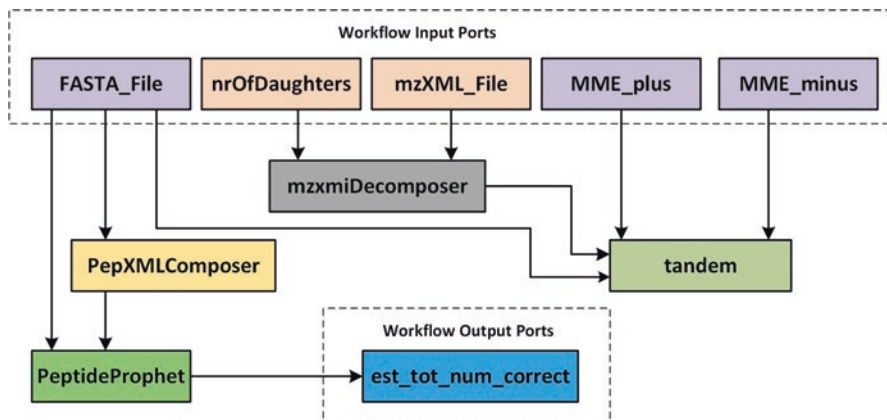 Workflow Input Ports
FASTA_File
nrOfDaughters
mzXML_File
MME_plus
MME_minus
mzxmiDecomposer
PepXMLComposer
tandem
Workflow Output Ports
PeptideProphet
est_tot_num_correct